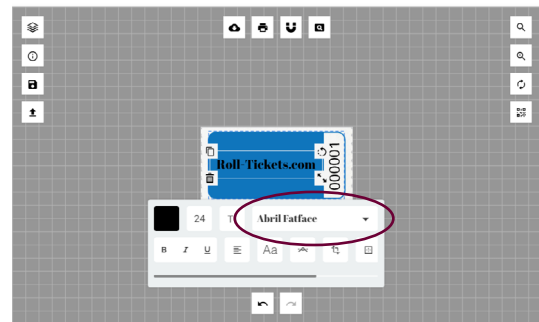 Roll-Tickets.com
000001
24
T
Abril Fatface
B I U
Aa